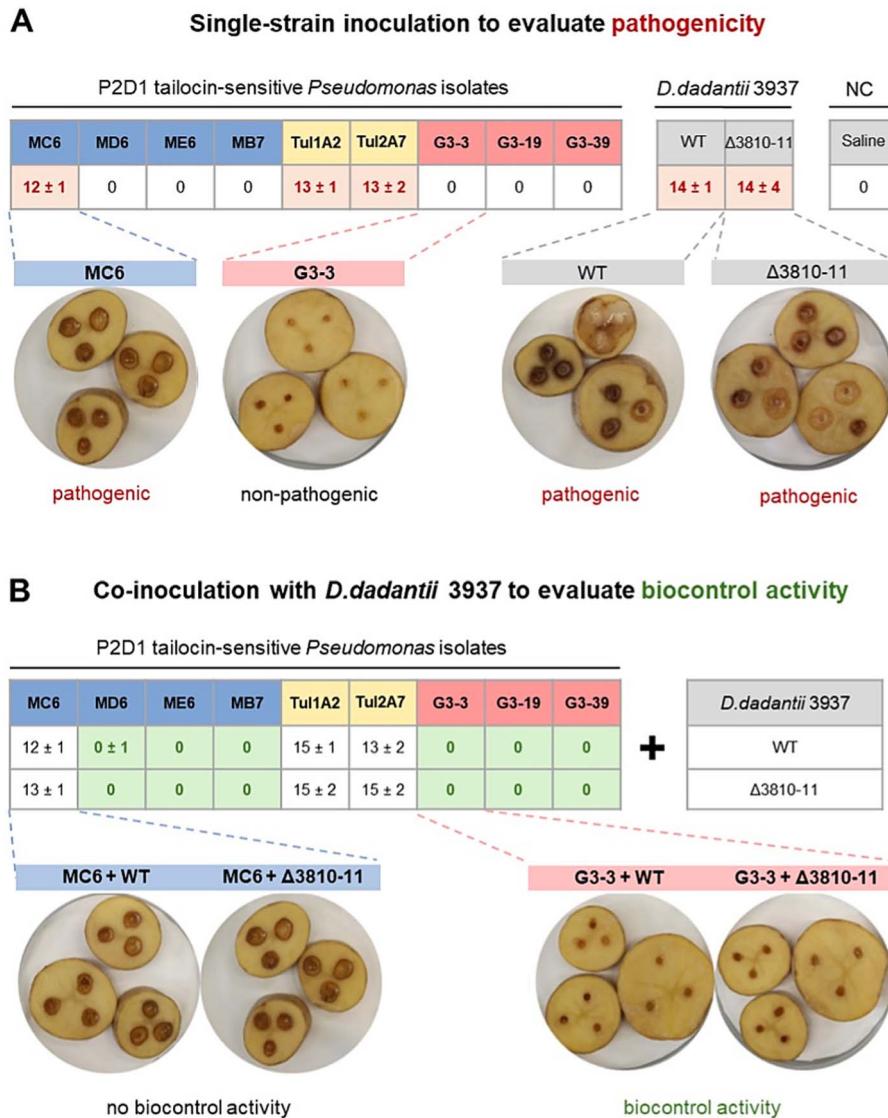 A Single-strain inoculation to evaluate pathogenicity
P2D1 tailocin-sensitive Pseudomonas isolates D.dadantii 3937 NC
MC6 MD6 ME6 MB7 Tul1A2 Tul2A7 G3-3 G3-19 G3-39 WT Δ3810-11 Saline
12 ± 1 0 0 0 13 ± 1 13 ± 2 0 0 0 14 ± 1 14 ± 4 0
MC6 G3-3 WT Δ3810-11
pathogenic non-pathogenic pathogenic pathogenic
B Co-inoculation with D.dadantii 3937 to evaluate biocontrol activity
P2D1 tailocin-sensitive Pseudomonas isolates
MC6 MD6 ME6 MB7 Tul1A2 Tul2A7 G3-3 G3-19 G3-39 D.dadantii 3937
12 ± 1 0 ± 1 0 0 15 ± 1 13 ± 2 0 0 0 + WT
13 ± 1 0 0 0 15 ± 2 15 ± 2 0 0 0 Δ3810-11
MC6 + WT MC6 + Δ3810-11 G3-3 + WT G3-3 + Δ3810-11
no biocontrol activity biocontrol activity